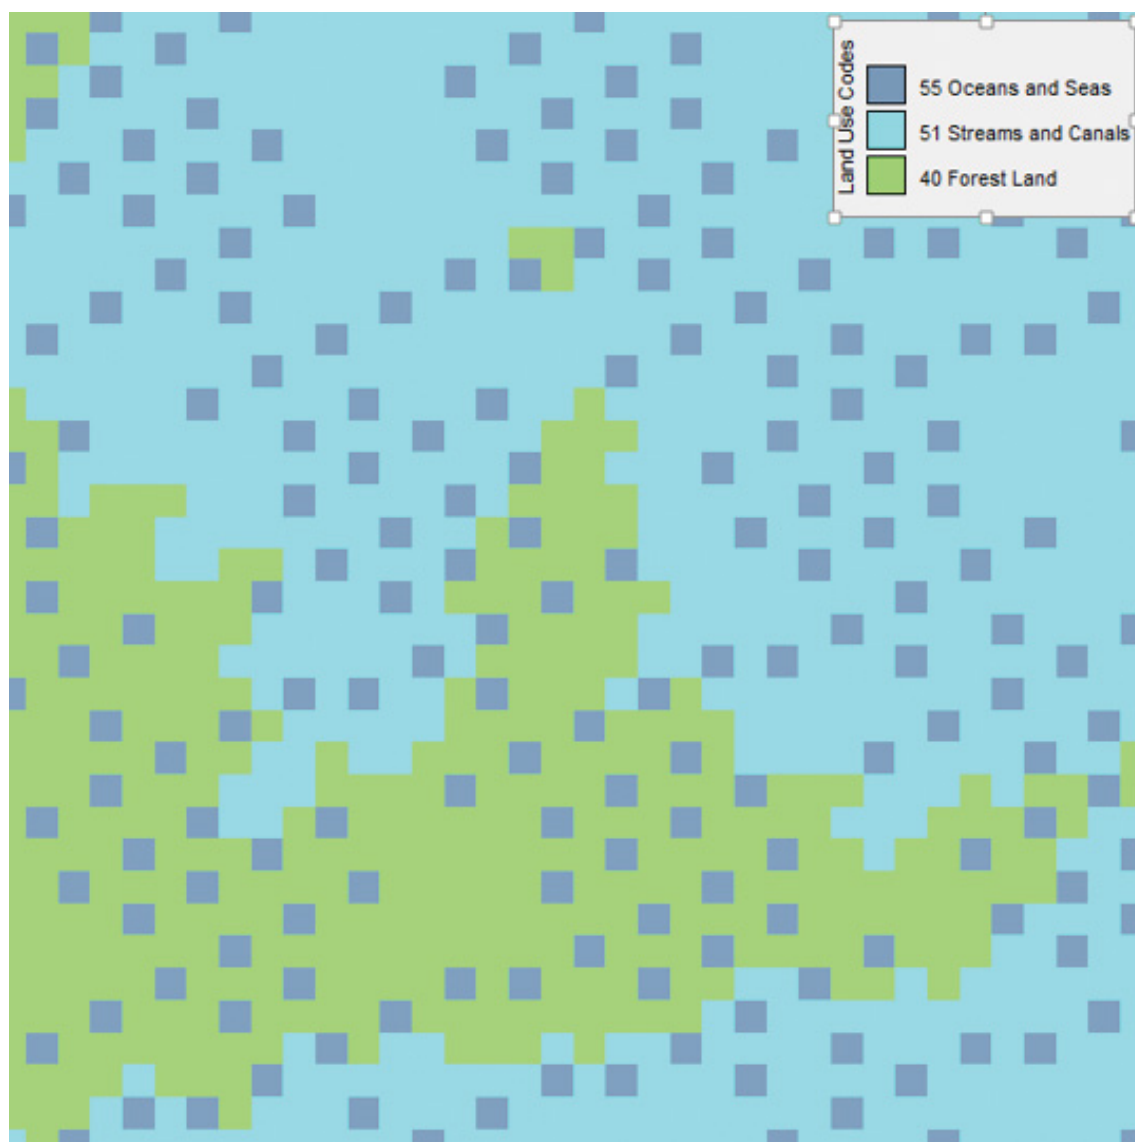 Land Use Codes
55 Oceans and Seas
51 Streams and Canals
40 Forest Land